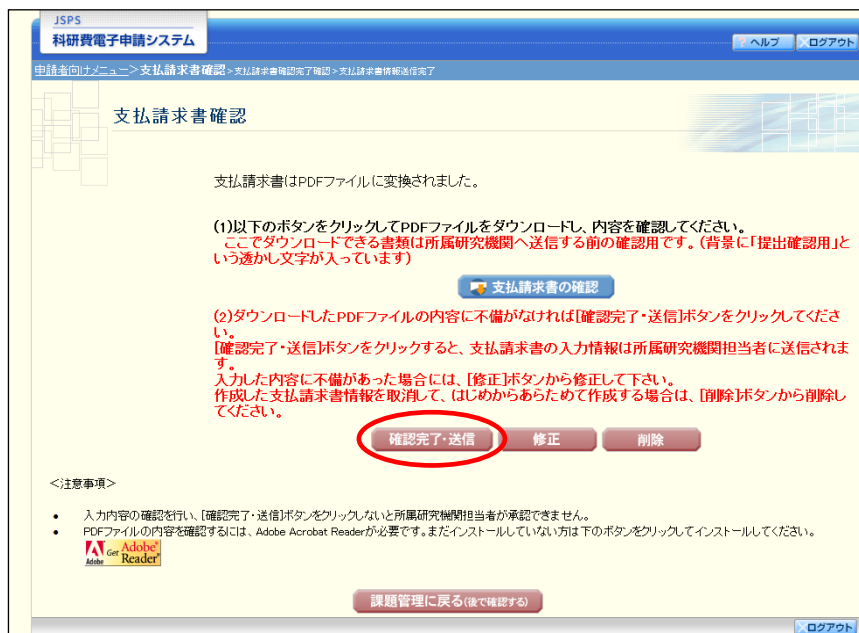 JSPS
科研費電子申請システム
? ヘルプ
ログアウト
申請者向けメニュー>支払請求書確認>支払請求書確認完了確認>支払請求書情報送信完了
支払請求書確認
支払請求書はPDFファイルに変換されました。
(1)以下のボタンをクリックしてPDFファイルをダウンロードし、内容を確認してください。
ここでダウンロードできる書類は所属研究機関へ送信する前の確認用です。(背景に「提出確認用」と
いう透かし文字が入っています)
支払請求書の確認
(2)ダウンロードしたPDFファイルの内容に不備がなければ[確認完了・送信]ボタンをクリックしてくださ
い。
[確認完了・送信]ボタンをクリックすると、支払請求書の入力情報は所属研究機関担当者に送信されま
す。
入力した内容に不備があった場合には、[修正]ボタンから修正して下さい。
作成した支払請求書情報を取消して、はじめからあらためて作成する場合は、[削除]ボタンから削除し
てください。
確認完了・送信
修正
削除
<注意事項>
• 入力内容の確認を行い、[確認完了・送信]ボタンをクリックしないと所属研究機関担当者が承認できません。
• PDFファイルの内容を確認するには、Adobe Acrobat Readerが必要です。まだインストールしていない方は下のボタンをクリックしてインストールしてください。
Adobe Get Adobe® Reader®
課題管理に戻る(後で確認する)
ログアウト